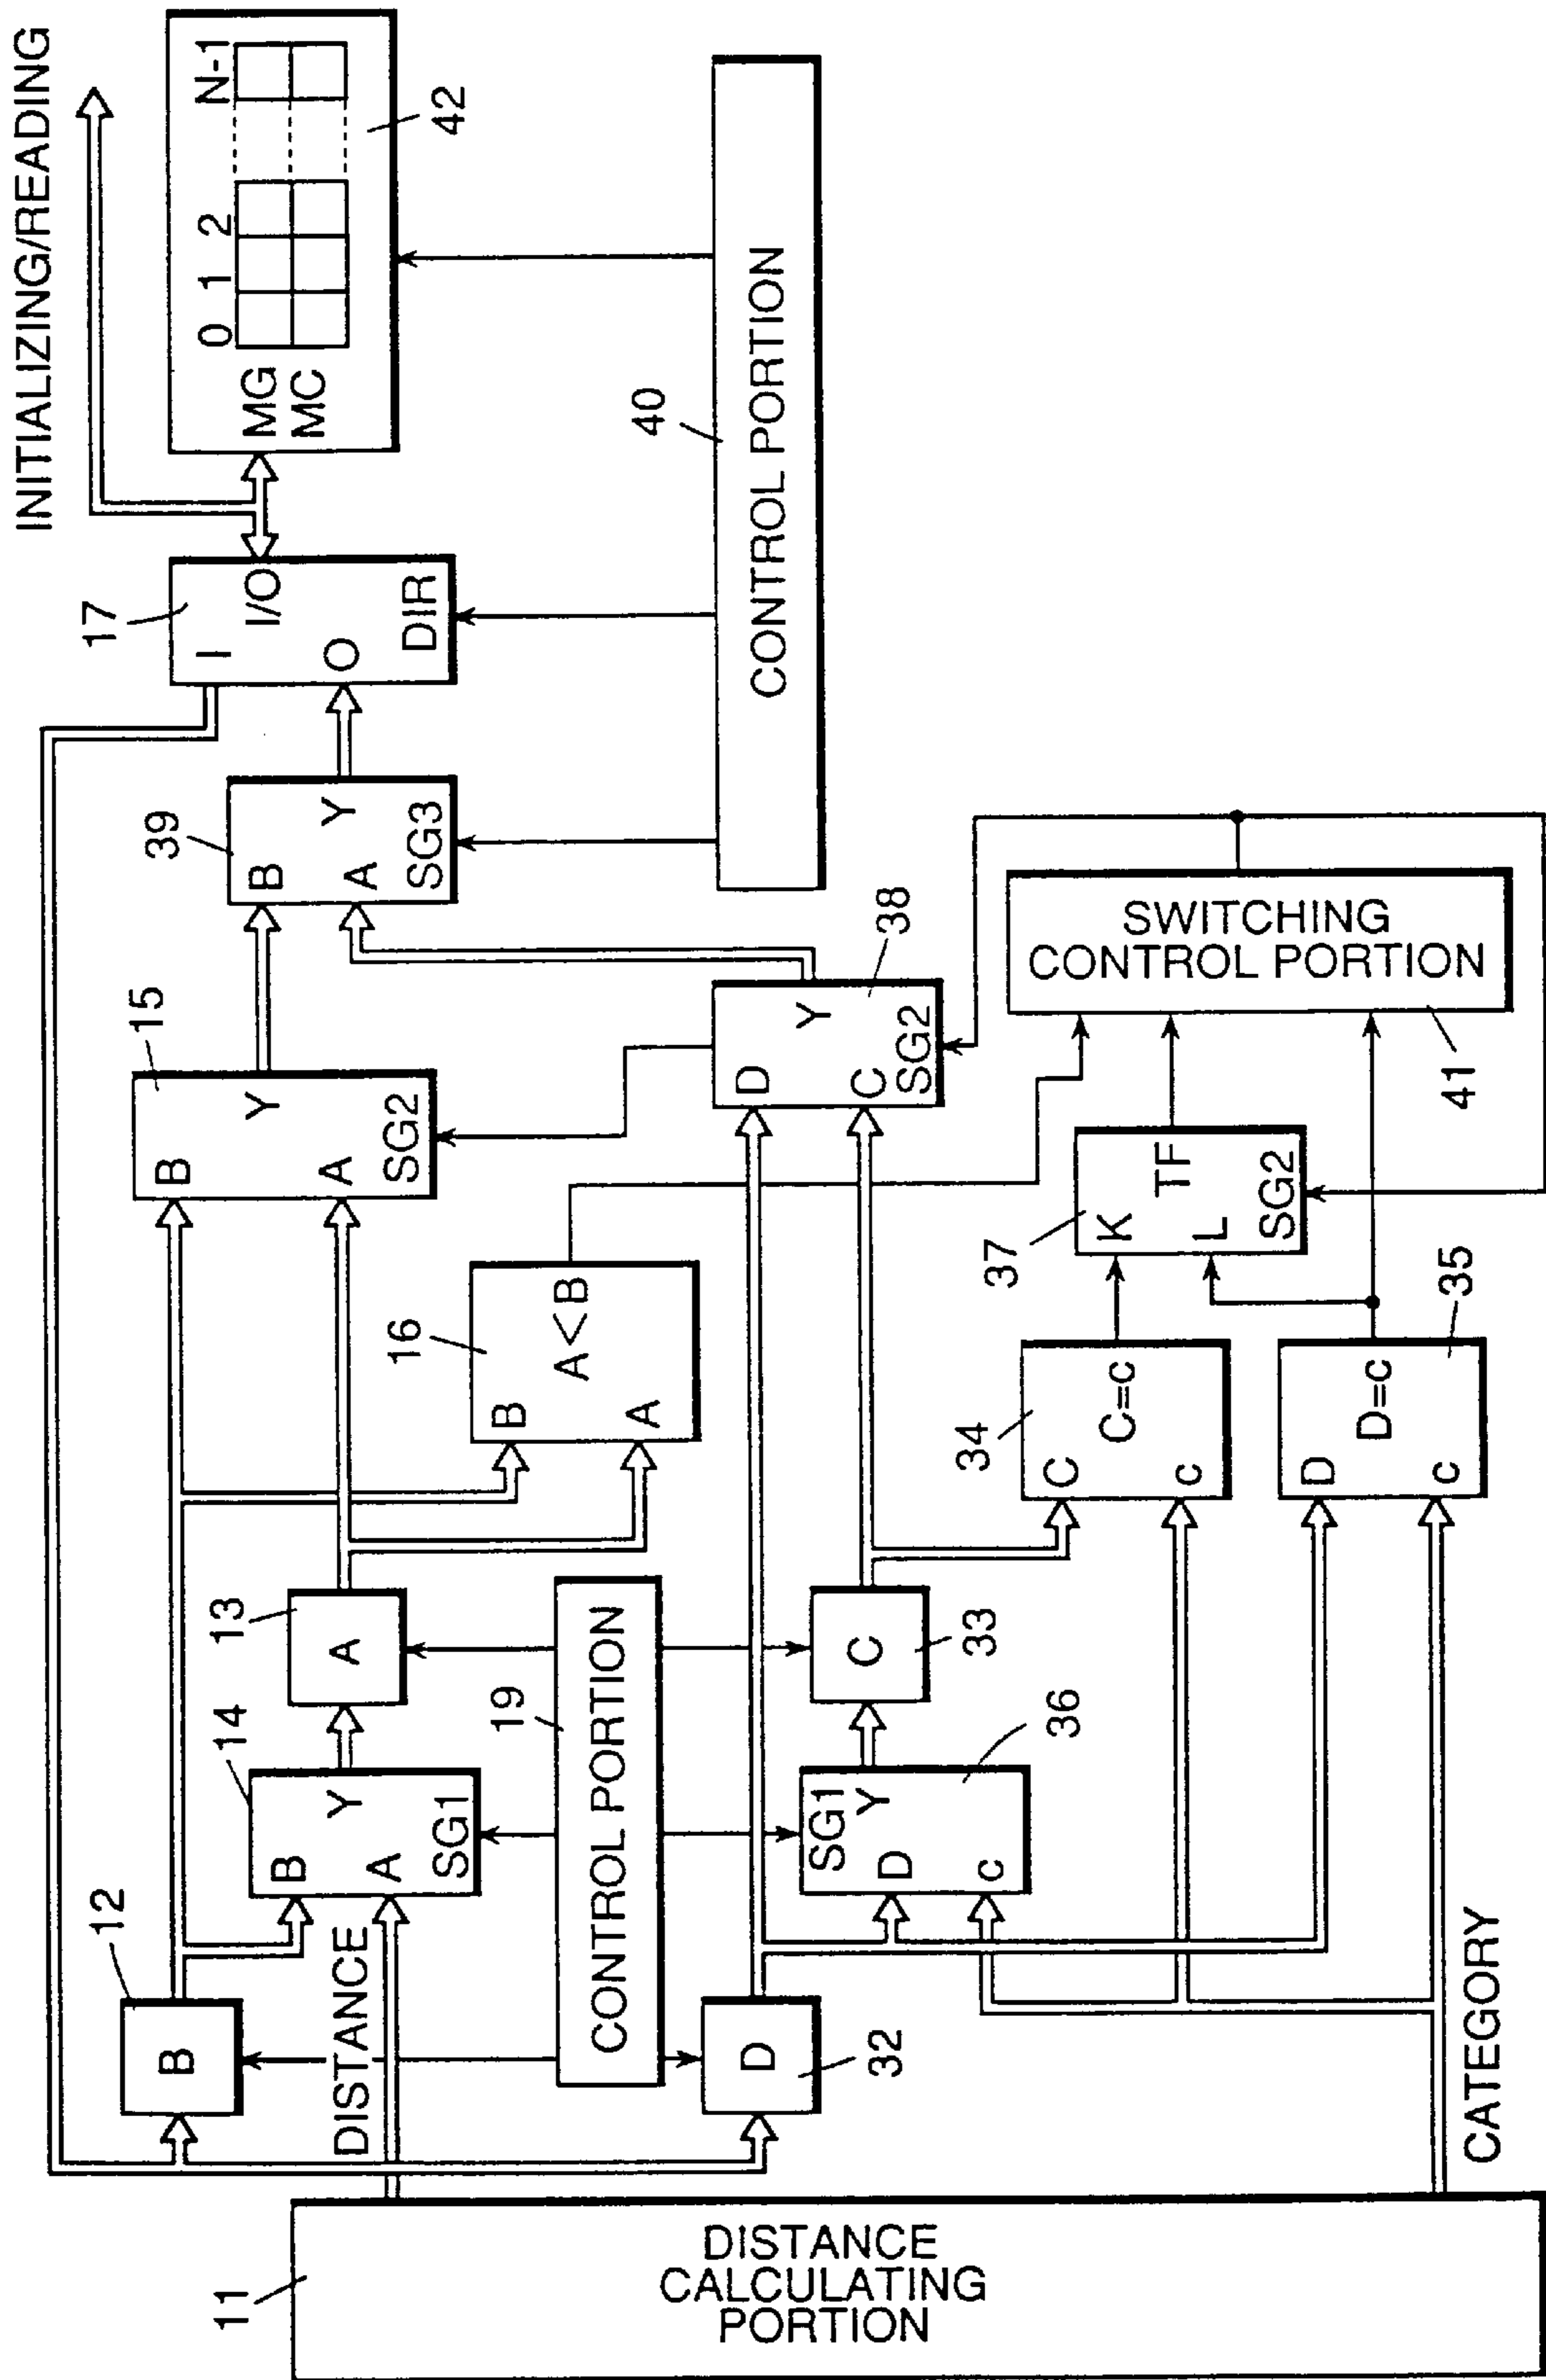 INITIALIZING/READING
0 1 2 N-1
MG
MC
42
17
I
I/O
O
DIR
39
B
Y
A
SG3
40
CONTROL PORTION
15
B
Y
A
SG2
38
D
Y
C
SG2
SWITCHING
CONTROL PORTION
41
16
B
A<B
A
37
K
TF
L
SG2
34
C
C=c
c
35
D
D=c
c
13
A
14
B
Y
A
SG1
19
CONTROL PORTION
33
C
36
SG1
Y
D
c
12
B
32
D
DISTANCE
CATEGORY
11
DISTANCE
CALCULATING
PORTION